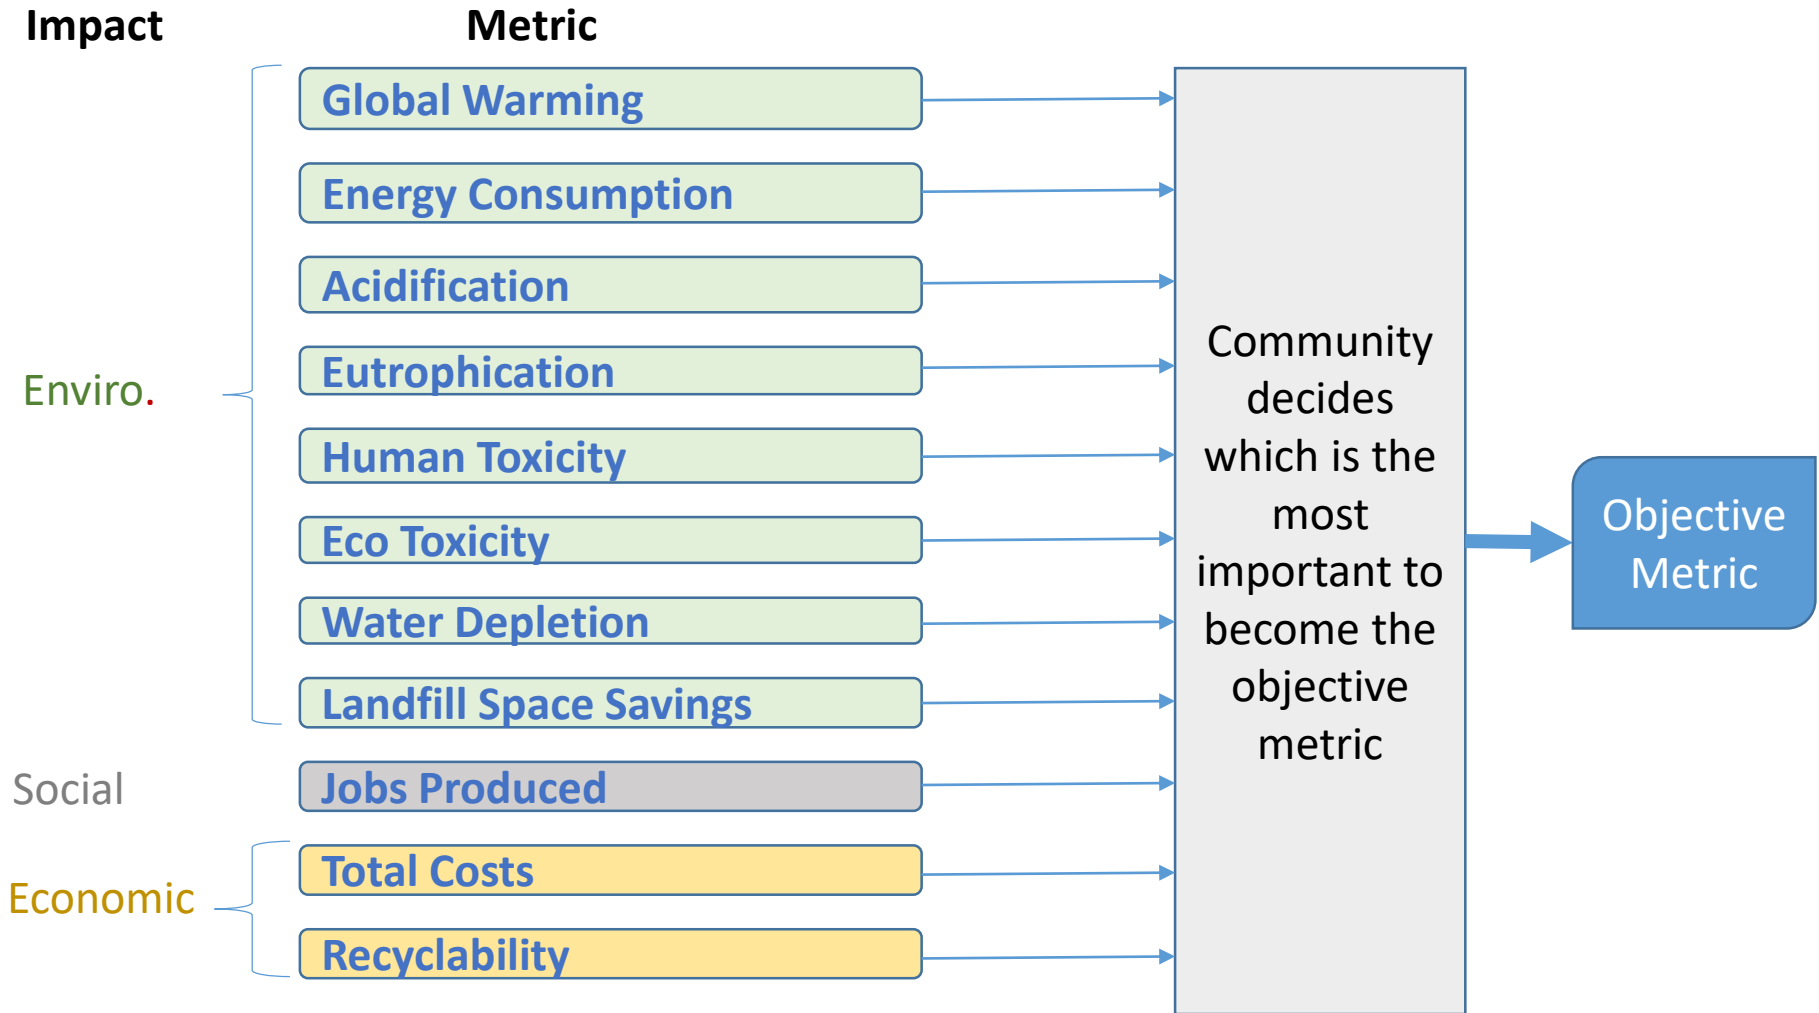 Impact
Metric
Global Warming
Energy Consumption
Acidification
Eutrophication
Enviro.
Human Toxicity
Eco Toxicity
Water Depletion
Landfill Space Savings
Social
Jobs Produced
Economic
Total Costs
Recyclability
Community
decides
which is the
most
important to
become the
objective
metric
Objective
Metric